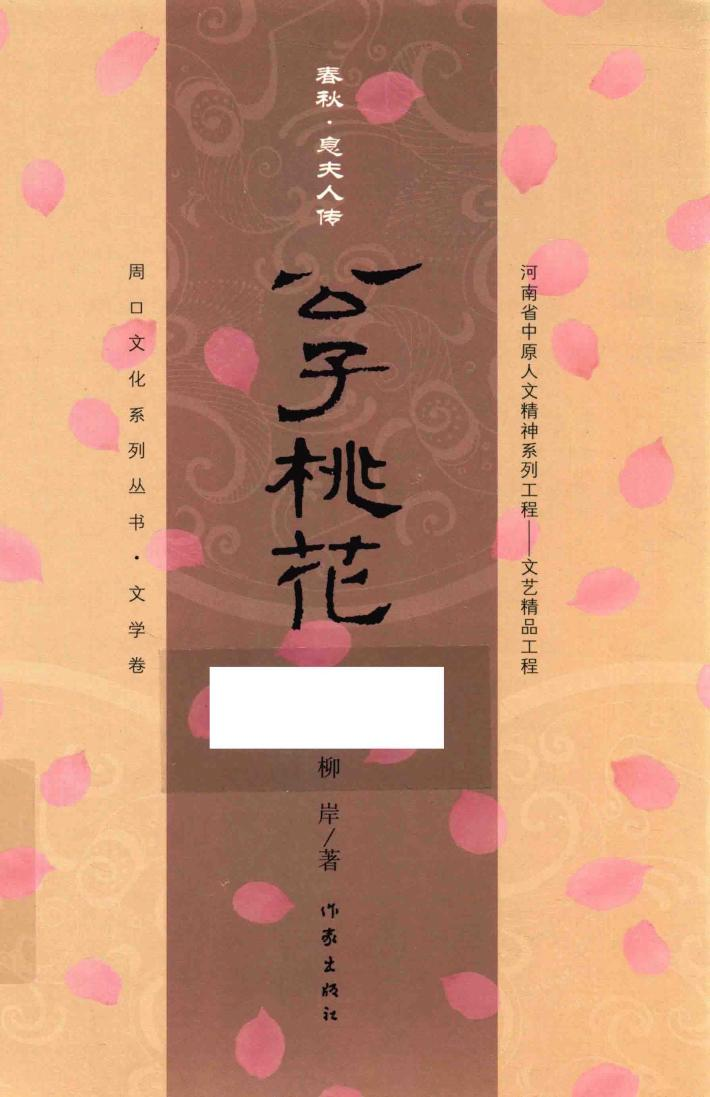 春秋·息夫人传
公子桃花
河南省中原人文精神系列工程——文艺精品工程
周口文化系列丛书·文学卷
柳岸/著
作家出版社